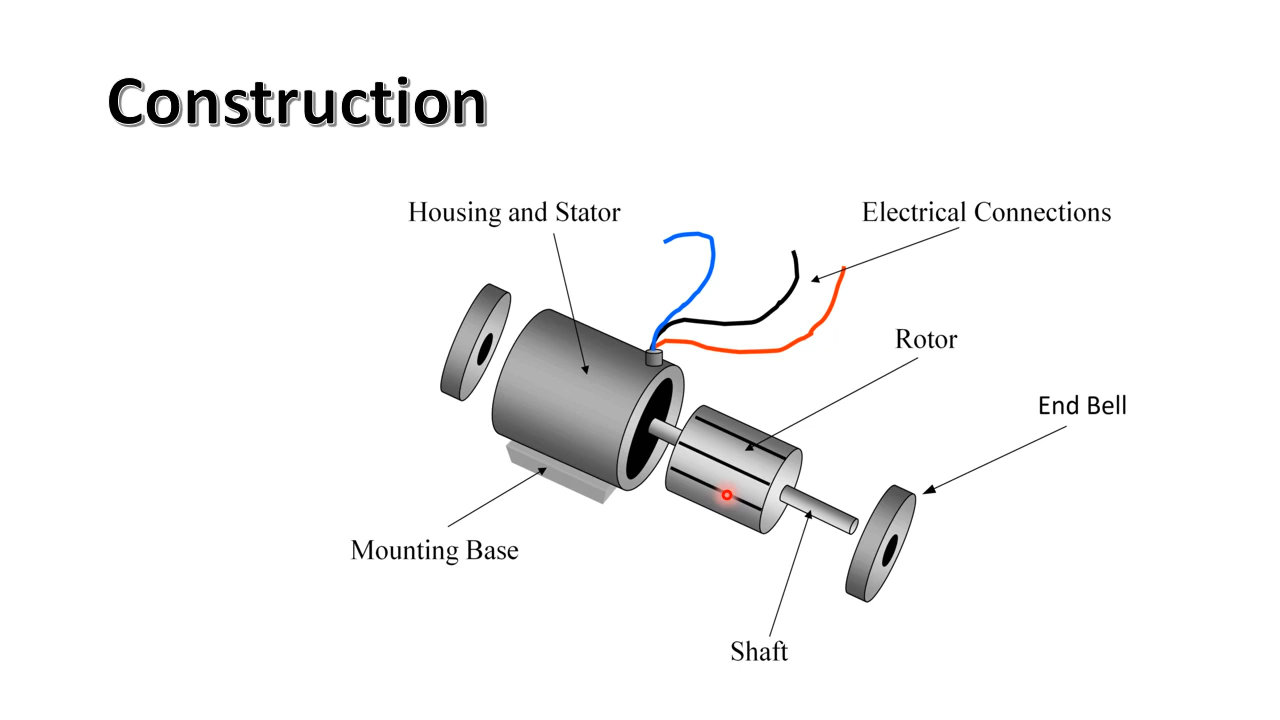 Construction
Housing and Stator
Electrical Connections
Rotor
End Bell
Mounting Base
Shaft